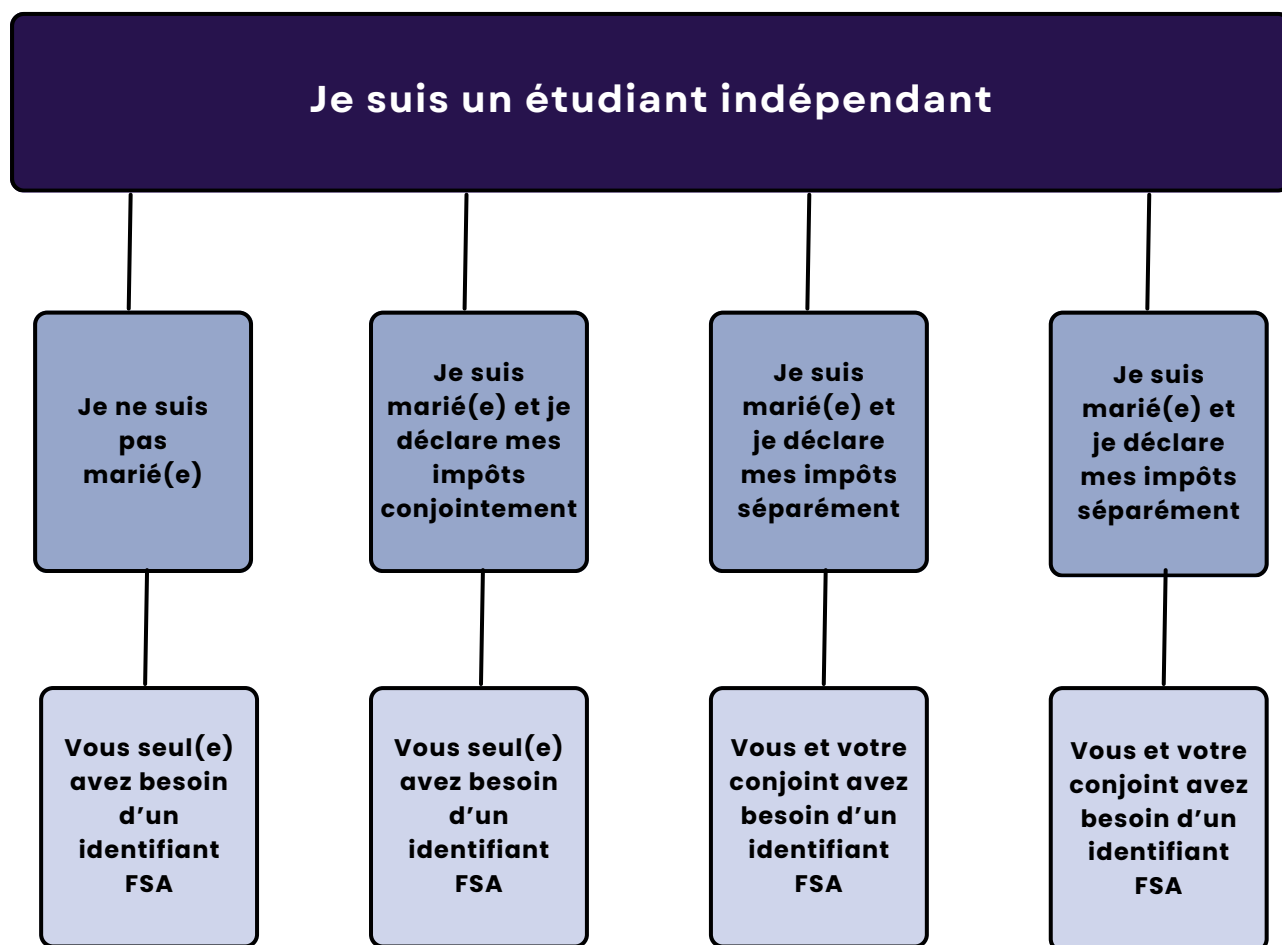 Je suis un étudiant indépendant
Je ne suis
pas
marié(e)
Je suis
marié(e) et je
déclare mes
impôts
conjointement
Je suis
marié(e) et
je déclare
mes impôts
séparément
Je suis
marié(e) et
je déclare
mes impôts
séparément
Vous seul(e)
avez besoin
d’un
identifiant
FSA
Vous seul(e)
avez besoin
d’un
identifiant
FSA
Vous et votre
conjoint avez
besoin d’un
identifiant
FSA
Vous et votre
conjoint avez
besoin d’un
identifiant
FSA